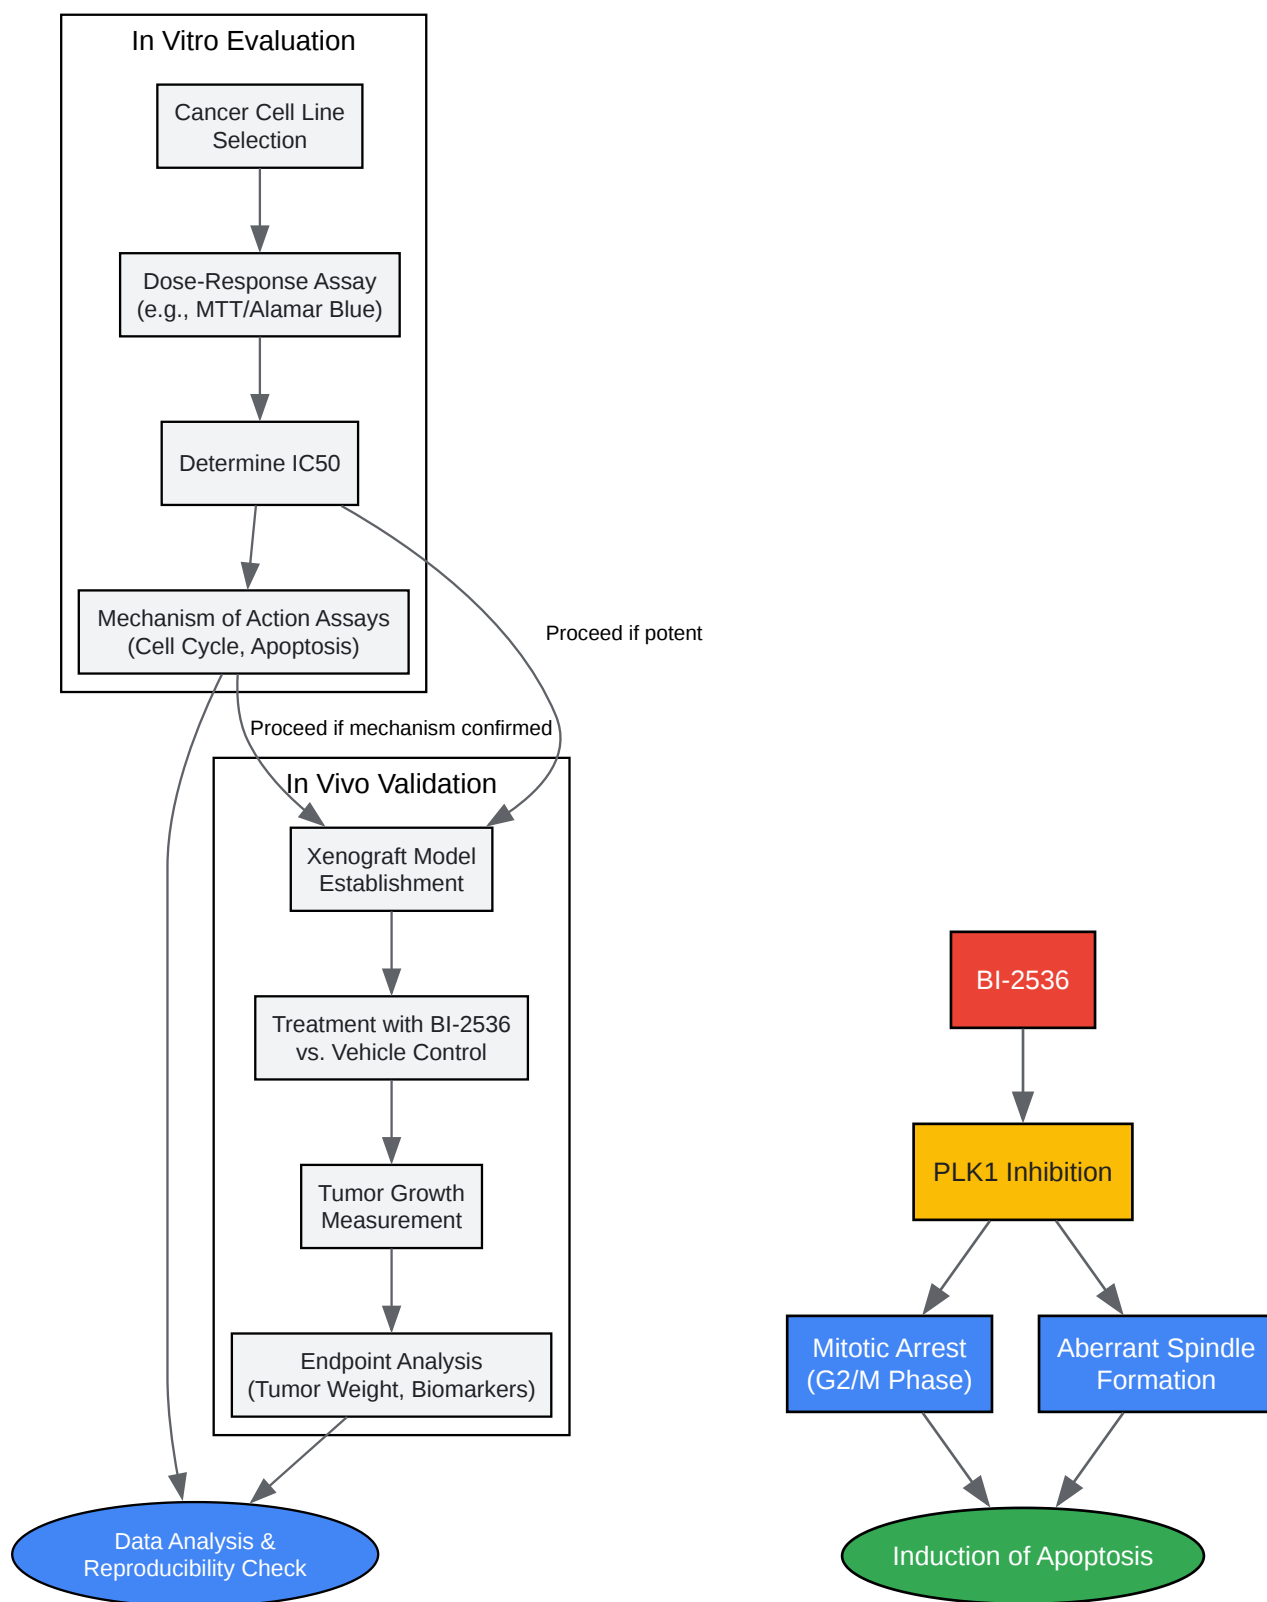 In Vitro Evaluation
Cancer Cell Line
Selection
Dose-Response Assay
(e.g., MTT/Alamar Blue)
Determine IC50
Mechanism of Action Assays
(Cell Cycle, Apoptosis)
Proceed if potent
Proceed if mechanism confirmed
In Vivo Validation
Xenograft Model
Establishment
Treatment with BI-2536
vs. Vehicle Control
Tumor Growth
Measurement
Endpoint Analysis
(Tumor Weight, Biomarkers)
Data Analysis &
Reproducibility Check
BI-2536
PLK1 Inhibition
Mitotic Arrest
(G2/M Phase)
Aberrant Spindle
Formation
Induction of Apoptosis